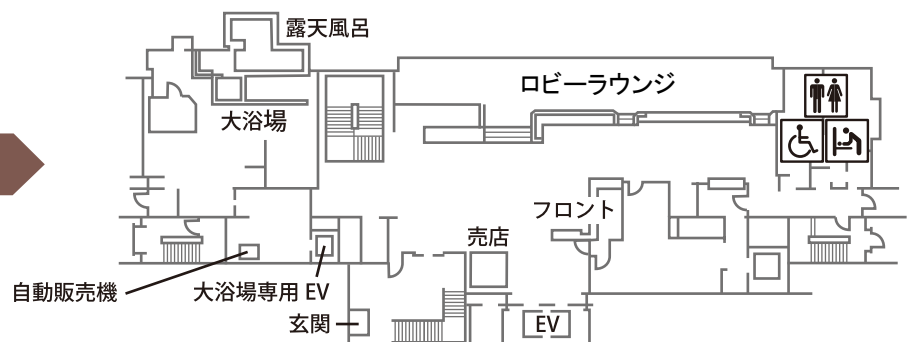 露天風呂
ロビーラウンジ
大浴場
フロント
売店
自動販売機
大浴場専用 EV
玄関
EV